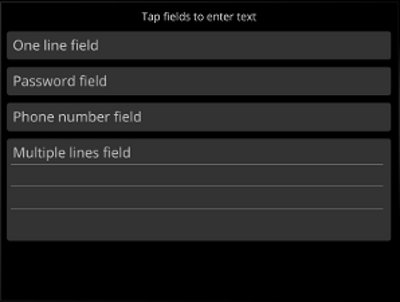 Tap fields to enter text
One line field
Password field
Phone number field
Multiple lines field